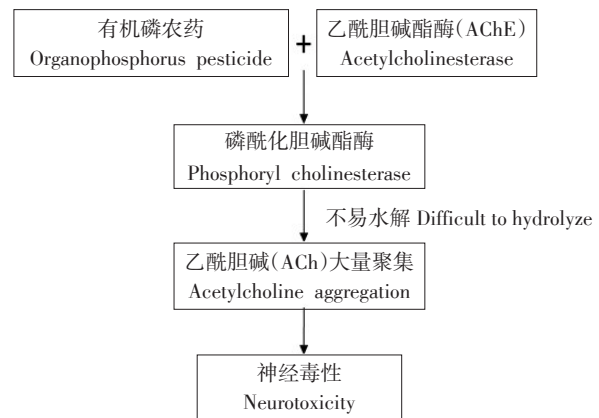 有机磷农药
Organophosphorus pesticide
+
乙酰胆碱酯酶(AChE)
Acetylcholinesterase
磷酰化胆碱酯酶
Phosphoryl cholinesterase
不易水解 Difficult to hydrolyze
乙酰胆碱(ACh)大量聚集
Acetylcholine aggregation
神经毒性
Neurotoxicity